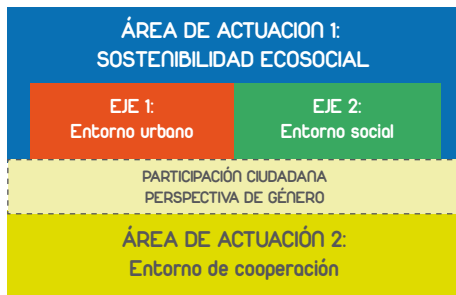 ÁREA DE ACTUACION 1:
SOSTENIBILIDAD ECOSOCIAL
EJE 1:
Entorno urbano
EJE 2:
Entorno social
PARTICIPACIÓN CIUDADANA
PERSPECTIVA DE GÉNERO
ÁREA DE ACTUACIÓN 2:
Entorno de cooperación